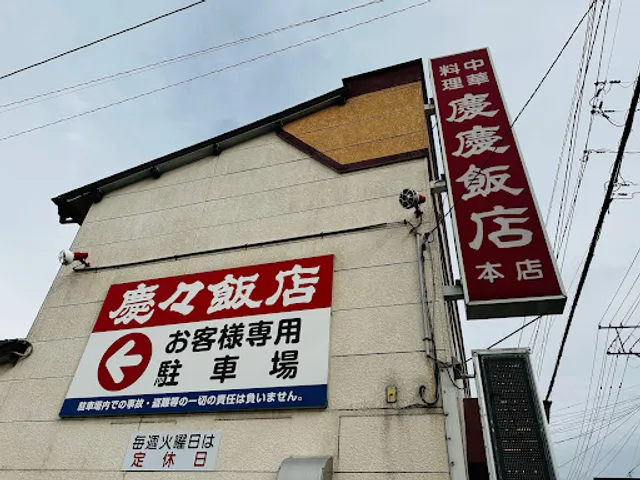 中華
料理
慶慶飯店
本店
慶々飯店
お客様専用
駐車場
駐車場内での事故・盗難等の一切の責任は負いません。
毎週火曜日は
定休日